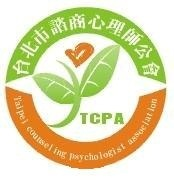 台北市諮商心理師公會
TCPA
Taipei counseling psychologist association